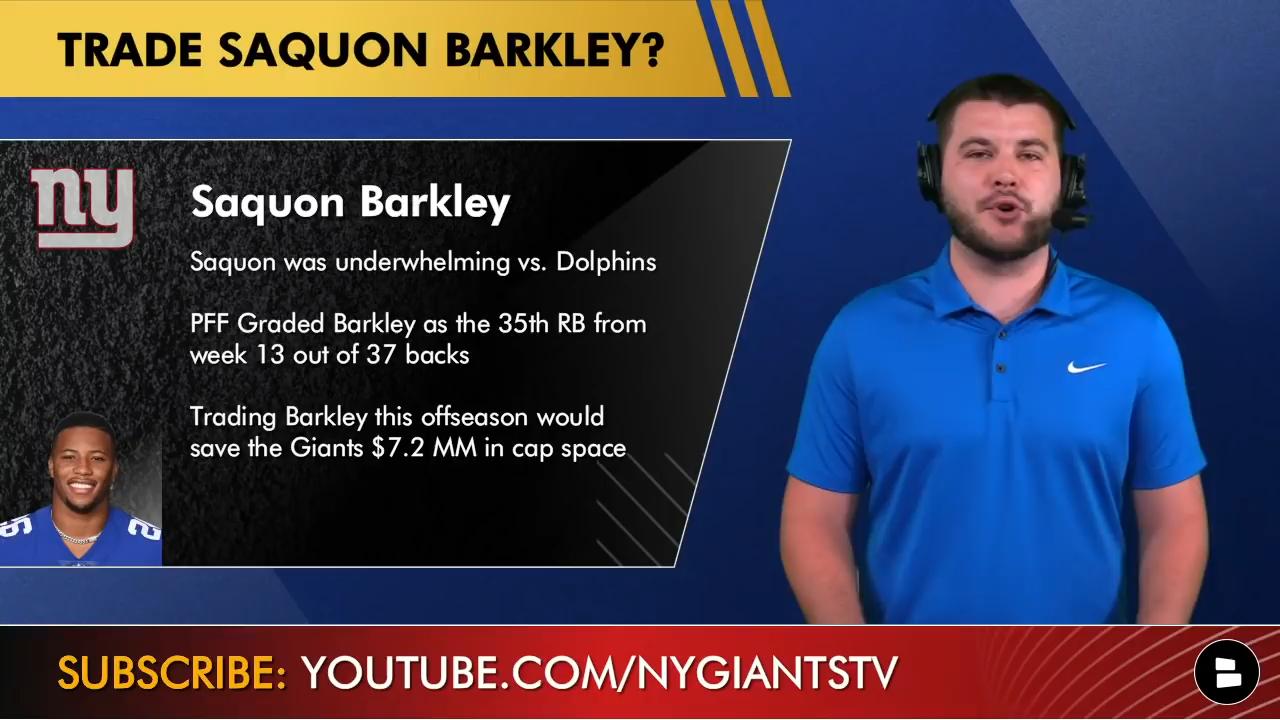 TRADE SAQUON BARKLEY?
ny
Saquon Barkley
Saquon was underwhelming vs. Dolphins
PFF Graded Barkley as the 35th RB from
week 13 out of 37 backs
Trading Barkley this offseason would
save the Giants $7.2 MM in cap space
26
SUBSCRIBE: YOUTUBE.COM/NYGIANTSTV